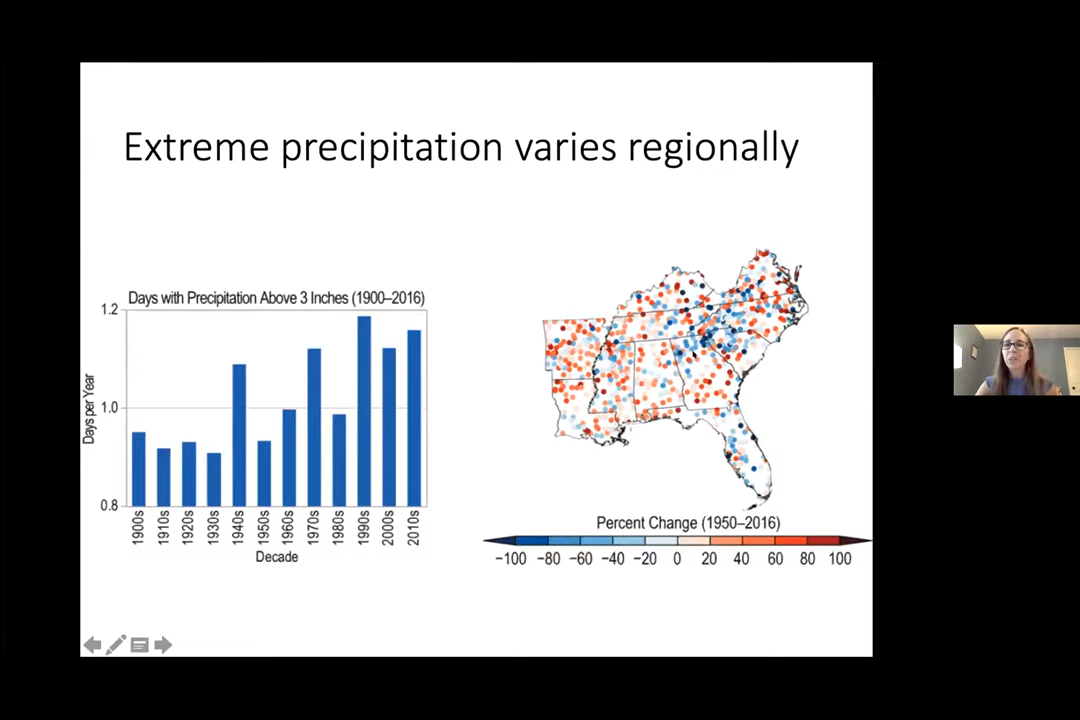 Extreme precipitation varies regionally
Days with Precipitation Above 3 Inches (1900–2016)
1.2
1.0
0.8
Days per Year
1900s
1910s
1920s
1930s
1940s
1950s
1960s
1970s
1980s
1990s
2000s
2010s
Decade
Percent Change (1950–2016)
−100 −80 −60 −40 −20 0 20 40 60 80 100